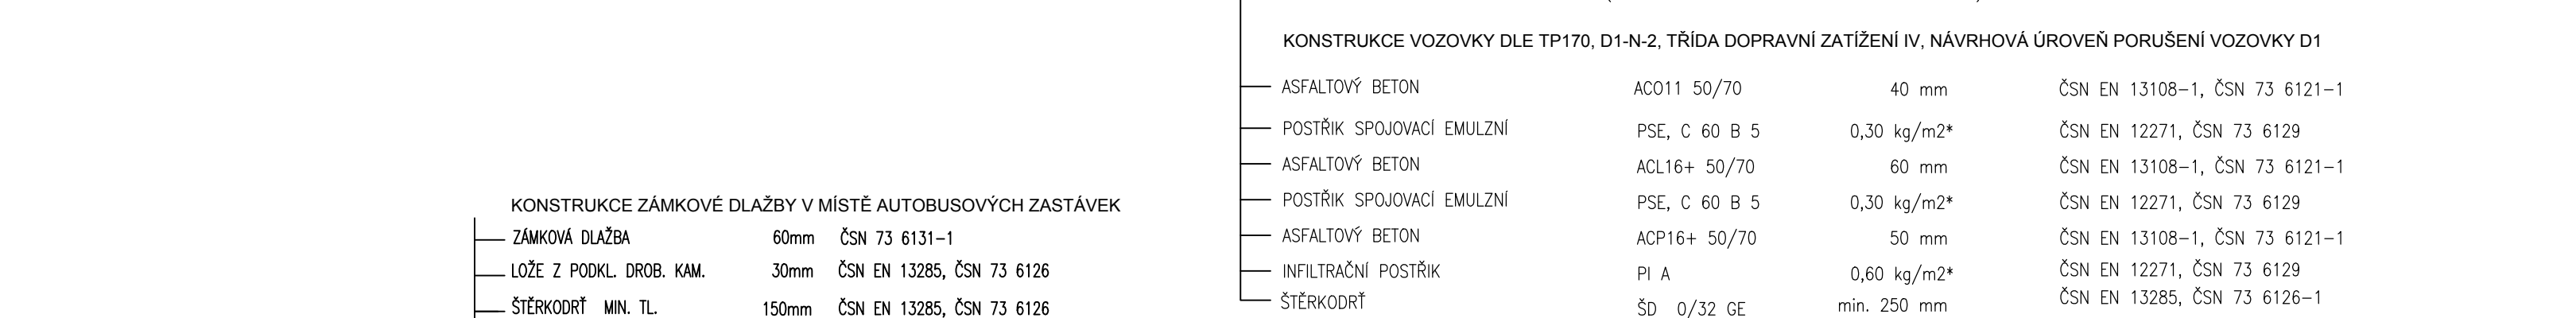 KONSTRUKCE VOZOVKY DLE TP170, D1-N-2, TŘÍDA DOPRAVNÍ ZATÍŽENÍ IV, NÁVRHOVÁ ÚROVEŇ PORUŠENÍ VOZOVKY D1
ASFALTOVÝ BETON ACO11 50/70 40 mm ČSN EN 13108-1, ČSN 73 6121-1
POSTŘIK SPOJOVACÍ EMULZNÍ PSE, C 60 B 5 0,30 kg/m2* ČSN EN 12271, ČSN 73 6129
ASFALTOVÝ BETON ACL16+ 50/70 60 mm ČSN EN 13108-1, ČSN 73 6121-1
POSTŘIK SPOJOVACÍ EMULZNÍ PSE, C 60 B 5 0,30 kg/m2* ČSN EN 12271, ČSN 73 6129
ASFALTOVÝ BETON ACP16+ 50/70 50 mm ČSN EN 13108-1, ČSN 73 6121-1
INFILTRAČNÍ POSTŘIK PI A 0,60 kg/m2* ČSN EN 12271, ČSN 73 6129
ŠTĚRKODRŤ ŠD 0/32 GE min. 250 mm ČSN EN 13285, ČSN 73 6126-1
KONSTRUKCE ZÁMKOVÉ DLAŽBY V MÍSTĚ AUTOBUSOVÝCH ZASTÁVEK
ZÁMKOVÁ DLAŽBA 60mm ČSN 73 6131-1
LOŽE Z PODKL. DROB. KAM. 30mm ČSN EN 13285, ČSN 73 6126
ŠTĚRKODRŤ MIN. TL. 150mm ČSN EN 13285, ČSN 73 6126